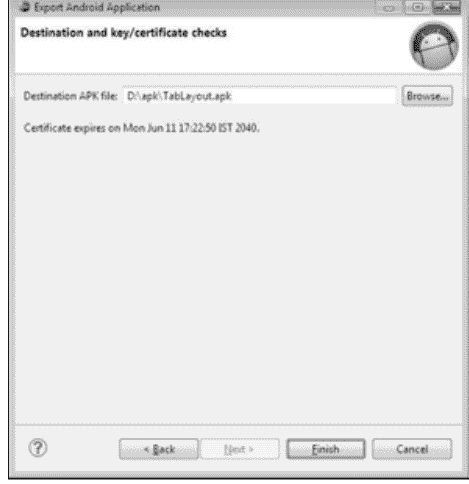 Export Android Application
Destination and key/certificate checks
Destination APK file: D:\apk\TabLayout.apk Browse...
Certificate expires on Mon Jun 11 17:22:50 IST 2040.
? < Back Next > Finish Cancel